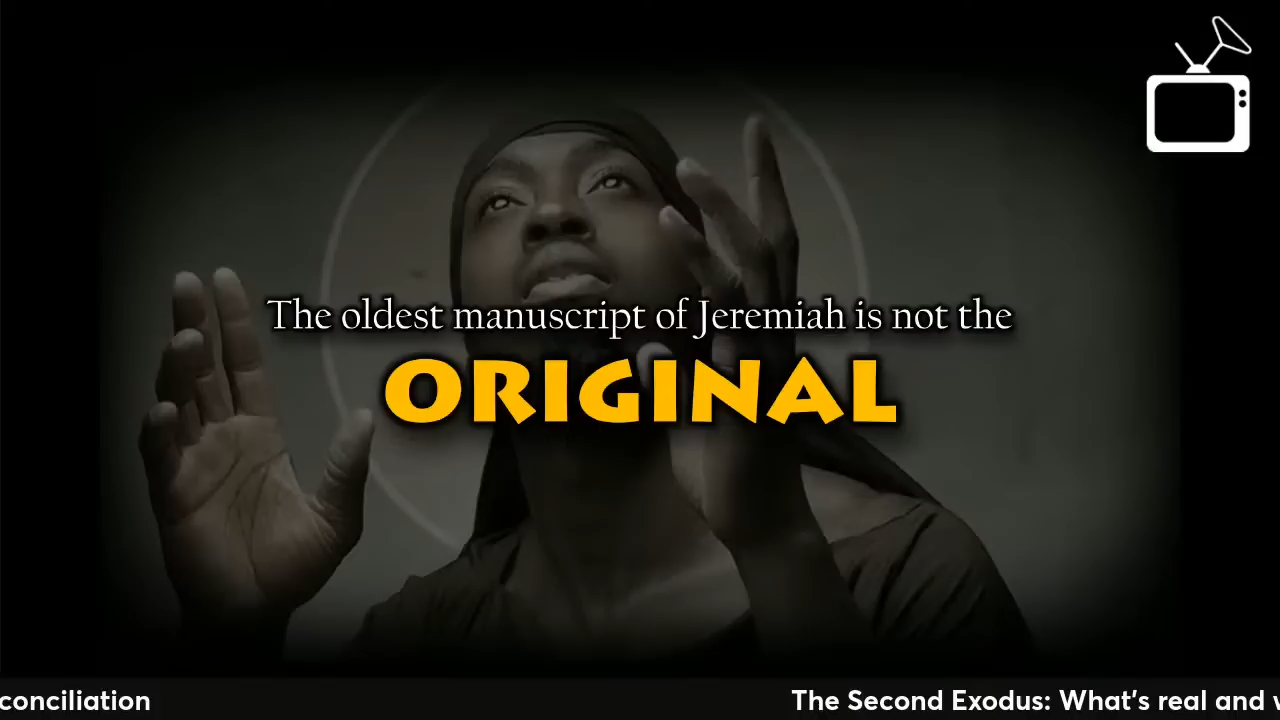 The oldest manuscript of Jeremiah is not the
ORIGINAL
conciliation
The Second Exodus: What's real and